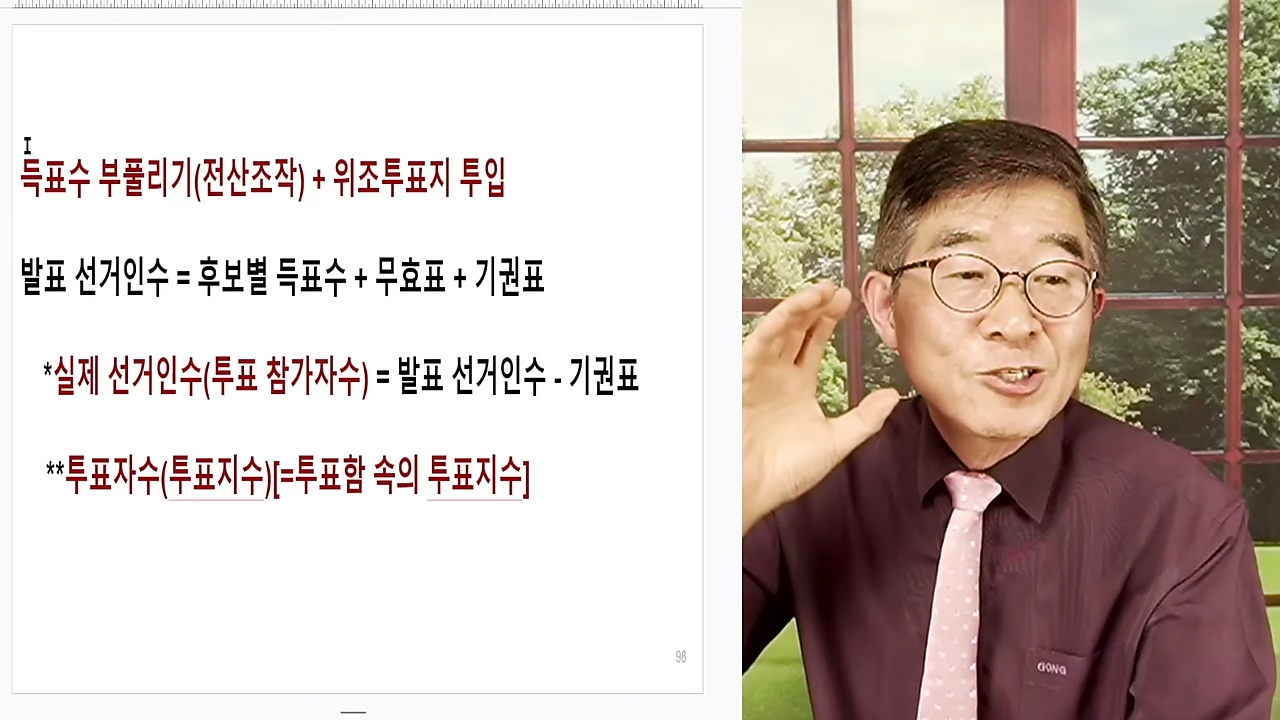 득표수 부풀리기(전산조작) + 위조투표지 투입
발표 선거인수 = 후보별 득표수 + 무효표 + 기권표
*실제 선거인수(투표 참가자수) = 발표 선거인수 - 기권표
**투표자수(투표지수)[=투표함 속의 투표지수]
98
GONG